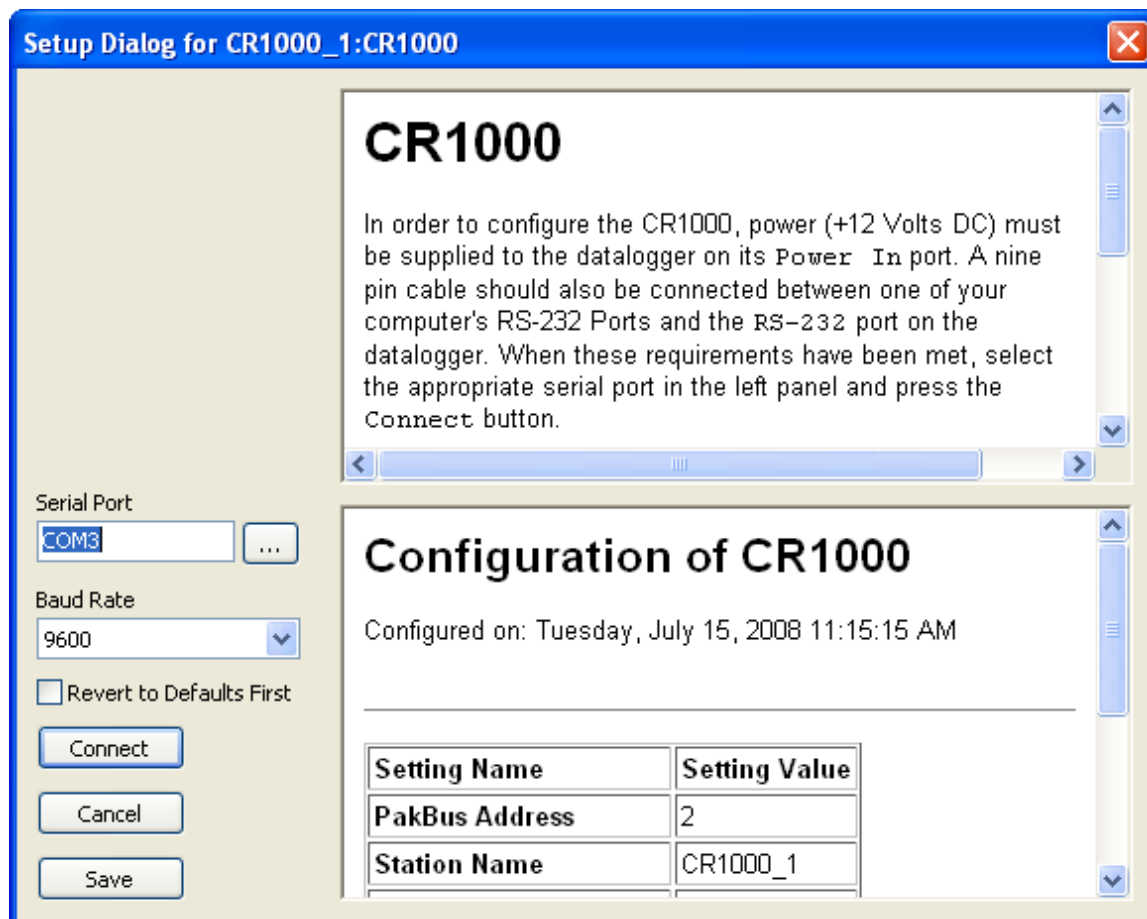 Setup Dialog for CR1000_1:CR1000
CR1000
In order to configure the CR1000, power (+12 Volts DC) must
be supplied to the datalogger on its Power In port. A nine
pin cable should also be connected between one of your
computer's RS-232 Ports and the RS-232 port on the
datalogger. When these requirements have been met, select
the appropriate serial port in the left panel and press the
Connect button.
Serial Port
COM3
...
Baud Rate
9600
Revert to Defaults First
Connect
Cancel
Save
Configuration of CR1000
Configured on: Tuesday, July 15, 2008 11:15:15 AM
Setting Name Setting Value
PakBus Address 2
Station Name CR1000_1